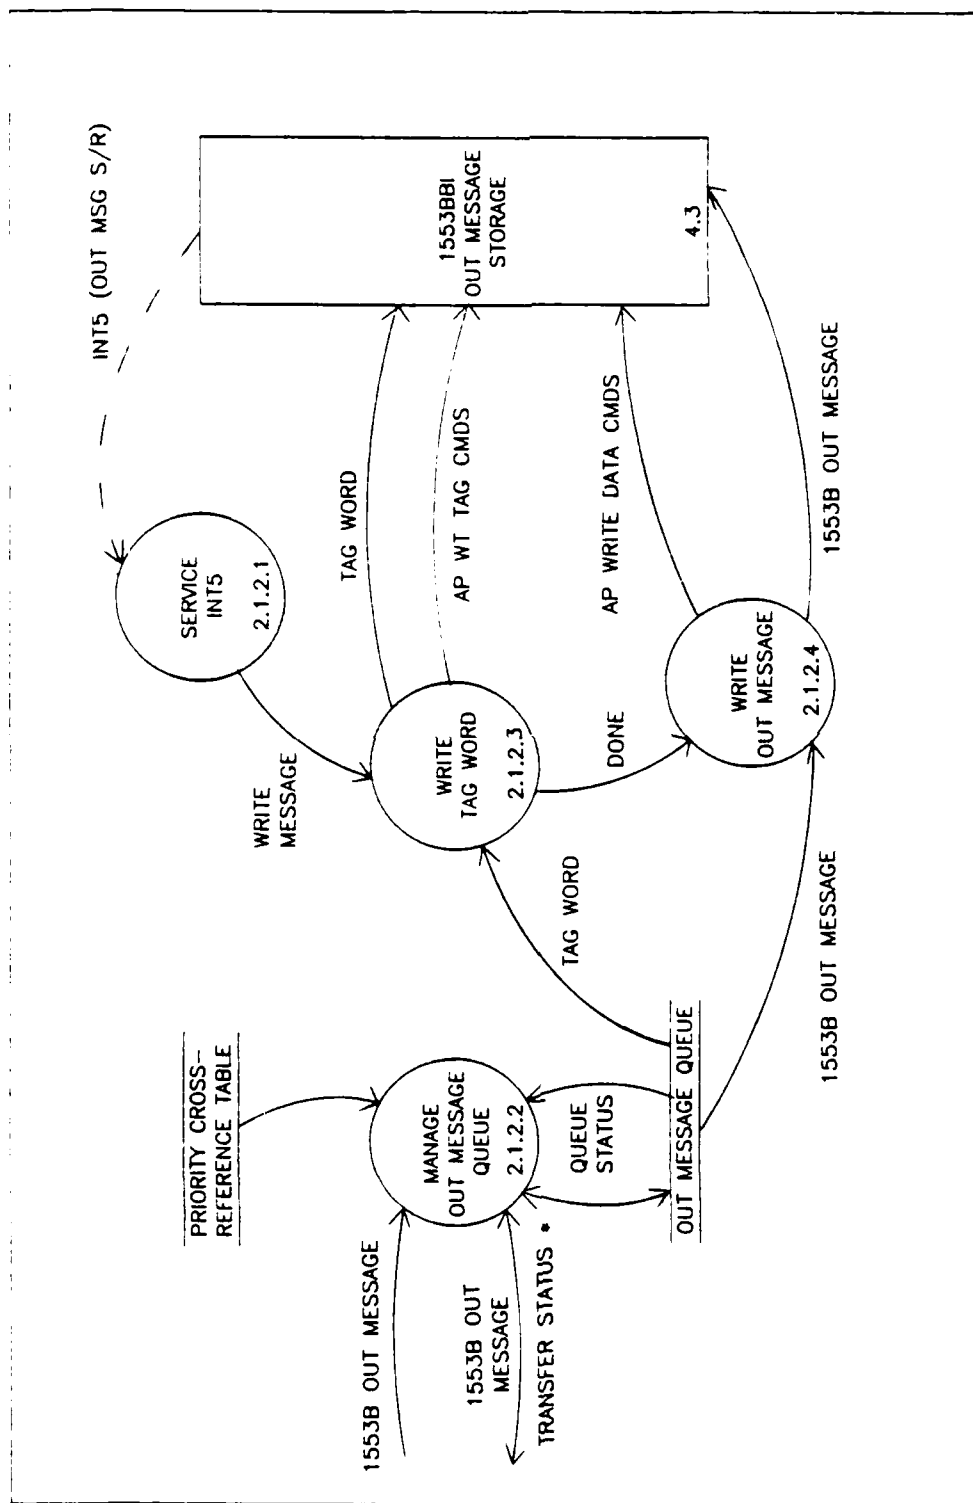 INT5 (OUT MSG S/R)
SERVICE
INT5
2.1.2.1
1553BBI
OUT MESSAGE
STORAGE
4.3
PRIORITY CROSS-
REFERENCE TABLE
WRITE
MESSAGE
TAG WORD
1553B OUT MESSAGE
MANAGE
OUT MESSAGE
QUEUE
2.1.2.2
WRITE
TAG WORD
2.1.2.3
AP WT TAG CMDS
1553B OUT
MESSAGE
TRANSFER STATUS *
QUEUE
STATUS
TAG WORD
DONE
AP WRITE DATA CMDS
OUT MESSAGE QUEUE
WRITE
OUT MESSAGE
2.1.2.4
1553B OUT MESSAGE
1553B OUT MESSAGE